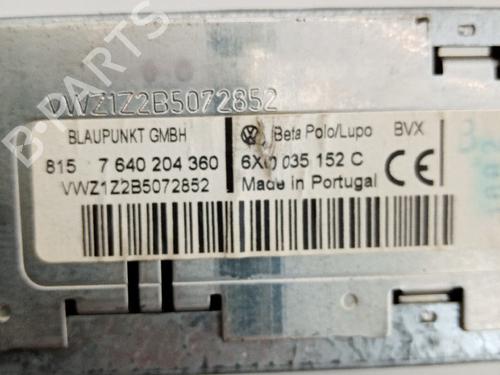 VWZ1Z2B5072852
BLAUPUNKT GMBH
Beta Polo/Lupo BVX
815 7 640 204 360
6X0 035 152 C
VWZ1Z2B5072852
Made in Portugal
CE
B-PARTS